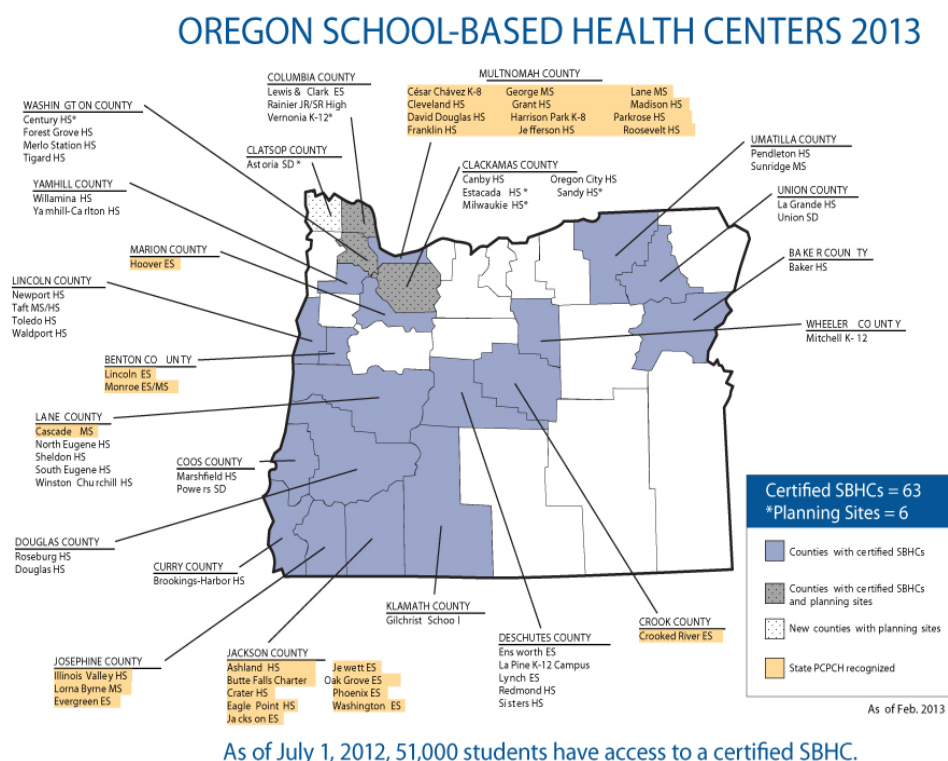 OREGON SCHOOL-BASED HEALTH CENTERS 2013
COLUMBIA COUNTY
Lewis & Clark ES
Rainier JR/SR High
Vernonia K-12*
MULTNOMAH COUNTY
César Chávez K-8 George MS Lane MS
Cleveland HS Grant HS Madison HS
David Douglas HS Harrison Park K-8 Parkrose HS
Franklin HS Jefferson HS Roosevelt HS
WASHINGTON COUNTY
Century HS*
Forest Grove HS
Merlo Station HS
Tigard HS
CLATSOP COUNTY
Astoria SD *
CLACKAMAS COUNTY
Canby HS Oregon City HS
Estacada HS * Sandy HS*
Milwaukie HS*
UMATILLA COUNTY
Pendleton HS
Sunridge MS
YAMHILL COUNTY
Willamina HS
Yamhill-Carlton HS
UNION COUNTY
La Grande HS
Union SD
MARION COUNTY
Hoover ES
BAKER COUNTY
Baker HS
LINCOLN COUNTY
Newport HS
Taft MS/HS
Toledo HS
Waldport HS
WHEELER COUNTY
Mitchell K-12
BENTON COUNTY
Lincoln ES
Monroe ES/MS
LANE COUNTY
Cascade MS
North Eugene HS
Sheldon HS
South Eugene HS
Winston Churchill HS
COOS COUNTY
Marshfield HS
Powers SD
DOUGLAS COUNTY
Roseburg HS
Douglas HS
CURRY COUNTY
Brookings-Harbor HS
KLAMATH COUNTY
Gilchrist School
DESCHUTES COUNTY
Ensworth ES
La Pine K-12 Campus
Lynch ES
Redmond HS
Sisters HS
CROOK COUNTY
Crooked River ES
JOSEPHINE COUNTY
Illinois Valley HS
Lorna Byrne MS
Evergreen ES
JACKSON COUNTY
Ashland HS Jewett ES
Butte Falls Charter Oak Grove ES
Crater HS Phoenix ES
Eagle Point HS Washington ES
Jackson ES
Certified SBHCs = 63
*Planning Sites = 6
Counties with certified SBHCs
Counties with certified SBHCs
and planning sites
New counties with planning sites
State PCPCH recognized
As of Feb. 2013
As of July 1, 2012, 51,000 students have access to a certified SBHC.